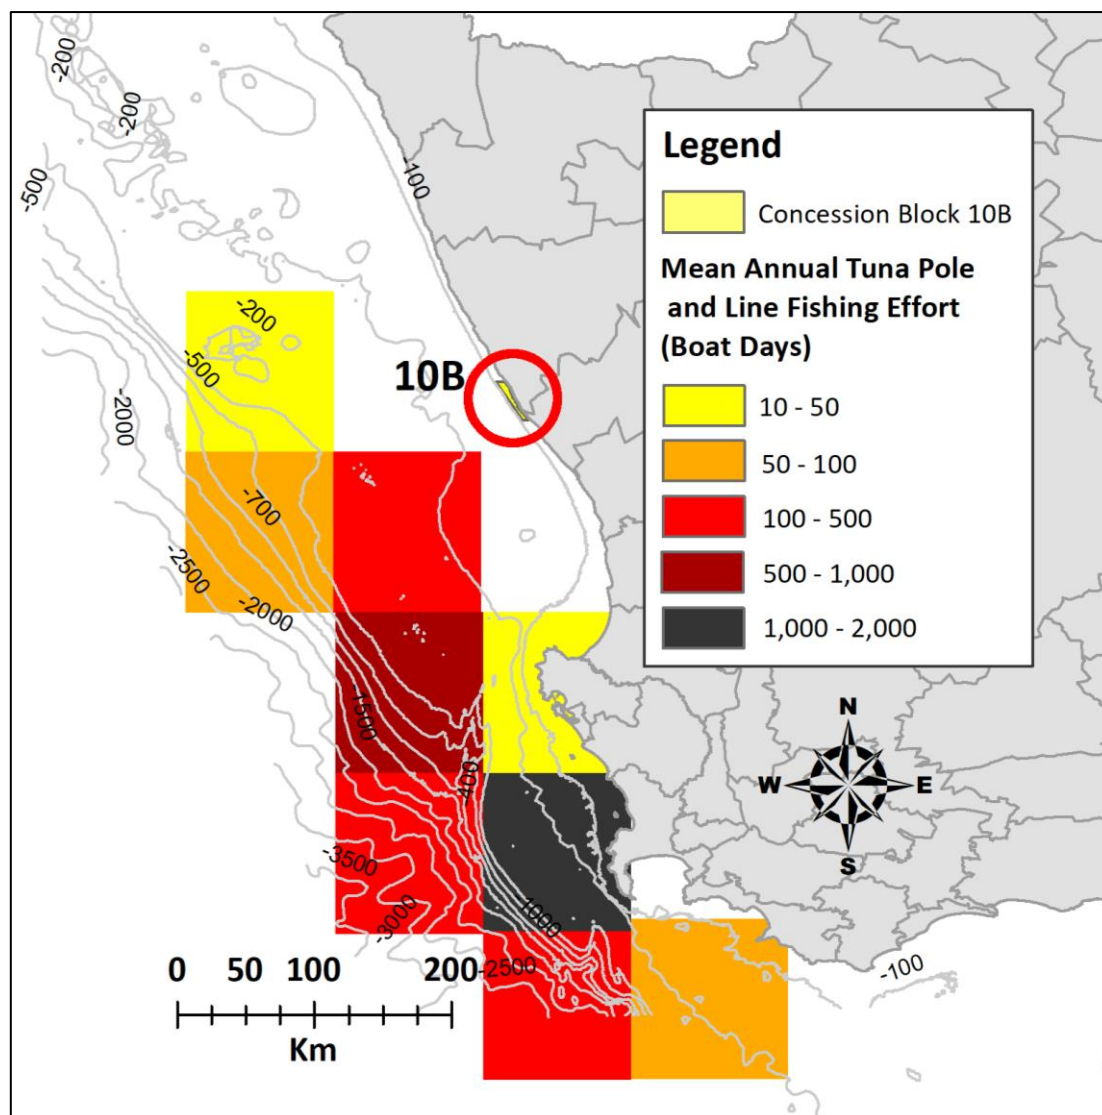 -200
-200
-500
-100
Legend
Concession Block 10B
Mean Annual Tuna Pole
and Line Fishing Effort
(Boat Days)
10 - 50
50 - 100
100 - 500
500 - 1,000
1,000 - 2,000
-200
-500
-2000
10B
-700
-2500
-2000
-1500
-400
N
W
E
S
-3500
-3000
-1000
-2500
-100
0 50 100 200
Km